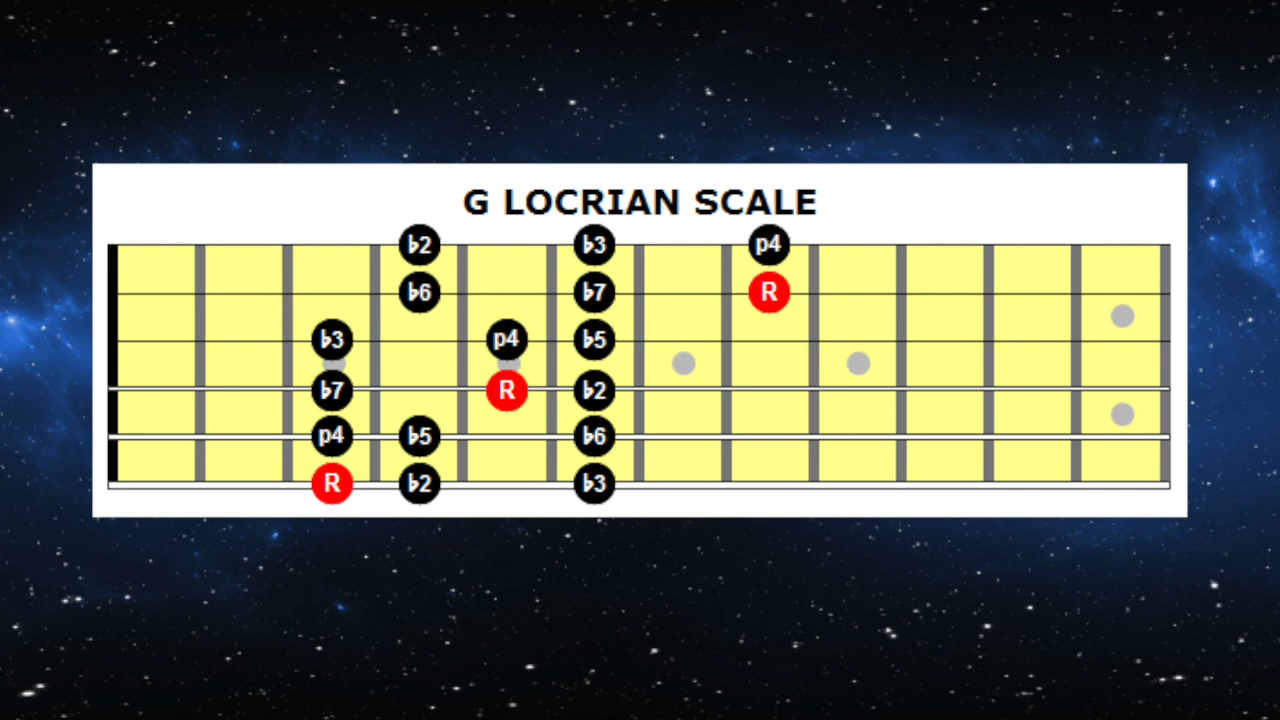 G LOCRIAN SCALE
♭2 ♭3 p4
♭6 ♭7 R
♭3 p4 ♭5
♭7 R ♭2
p4 ♭5 ♭6
R ♭2 ♭3